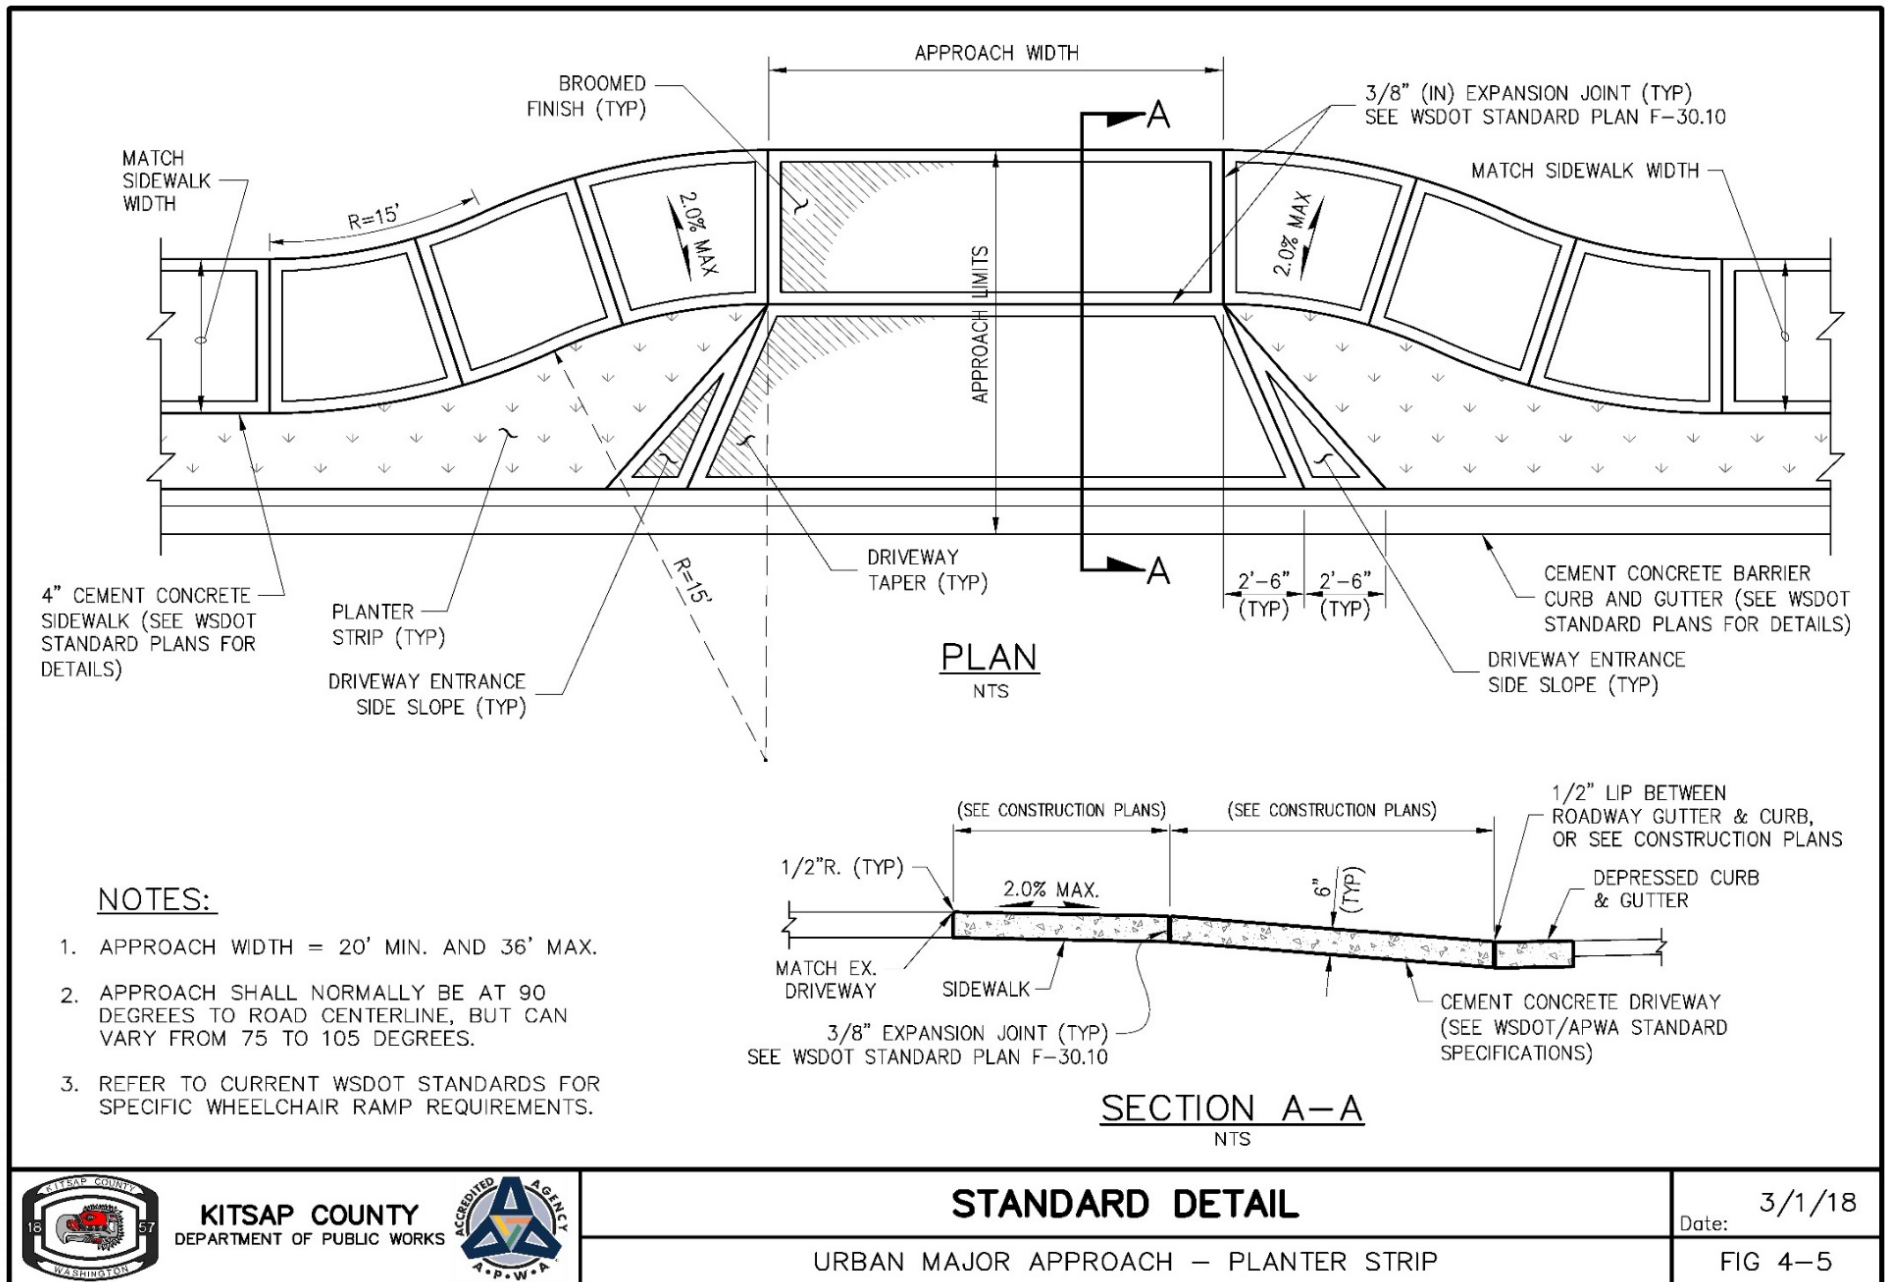 APPROACH WIDTH
BROOMED
FINISH (TYP)
A
3/8" (IN) EXPANSION JOINT (TYP)
SEE WSDOT STANDARD PLAN F-30.10
MATCH
SIDEWALK
WIDTH
MATCH SIDEWALK WIDTH
R=15'
2.0% MAX
2.0% MAX
APPROACH LIMITS
4" CEMENT CONCRETE
SIDEWALK (SEE WSDOT
STANDARD PLANS FOR
DETAILS)
PLANTER
STRIP (TYP)
DRIVEWAY ENTRANCE
SIDE SLOPE (TYP)
R=15'
DRIVEWAY
TAPER (TYP)
A
2'-6"
(TYP)
2'-6"
(TYP)
CEMENT CONCRETE BARRIER
CURB AND GUTTER (SEE WSDOT
STANDARD PLANS FOR DETAILS)
DRIVEWAY ENTRANCE
SIDE SLOPE (TYP)
PLAN
NTS
(SEE CONSTRUCTION PLANS)
(SEE CONSTRUCTION PLANS)
1/2" LIP BETWEEN
ROADWAY GUTTER & CURB,
OR SEE CONSTRUCTION PLANS
1/2"R. (TYP)
2.0% MAX.
6"
(TYP)
DEPRESSED CURB
& GUTTER
MATCH EX.
DRIVEWAY
SIDEWALK
3/8" EXPANSION JOINT (TYP)
SEE WSDOT STANDARD PLAN F-30.10
CEMENT CONCRETE DRIVEWAY
(SEE WSDOT/APWA STANDARD
SPECIFICATIONS)
SECTION A-A
NTS
NOTES:
1. APPROACH WIDTH = 20' MIN. AND 36' MAX.
2. APPROACH SHALL NORMALLY BE AT 90
DEGREES TO ROAD CENTERLINE, BUT CAN
VARY FROM 75 TO 105 DEGREES.
3. REFER TO CURRENT WSDOT STANDARDS FOR
SPECIFIC WHEELCHAIR RAMP REQUIREMENTS.
KITSAP COUNTY
18 57
WASHINGTON
KITSAP COUNTY
DEPARTMENT OF PUBLIC WORKS
ACCREDITED AGENCY
A•P•W•A
STANDARD DETAIL
URBAN MAJOR APPROACH - PLANTER STRIP
Date: 3/1/18
FIG 4-5